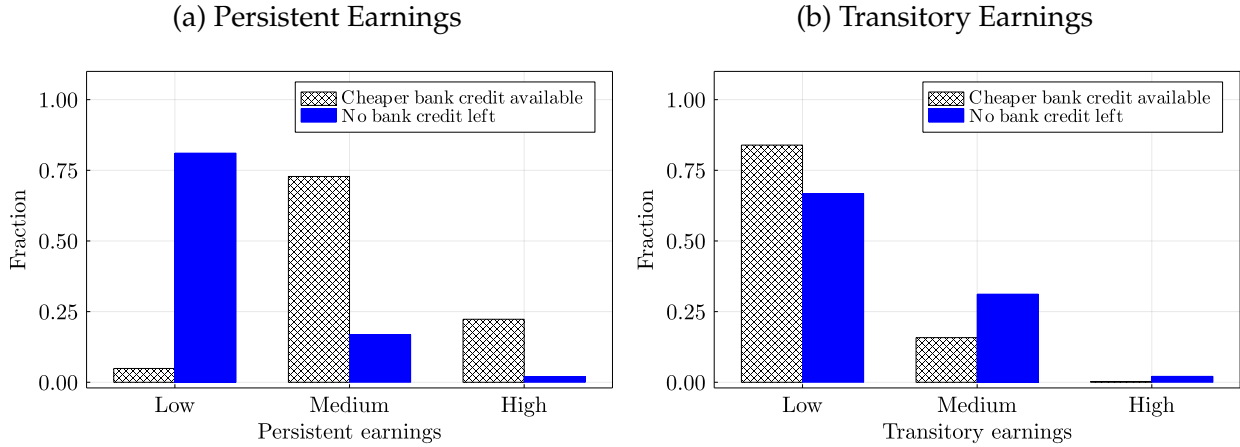 (a) Persistent Earnings
1.00
0.75
0.50
0.25
0.00
Fraction
Cheaper bank credit available
No bank credit left
Low Medium High
Persistent earnings
(b) Transitory Earnings
1.00
0.75
0.50
0.25
0.00
Fraction
Cheaper bank credit available
No bank credit left
Low Medium High
Transitory earnings